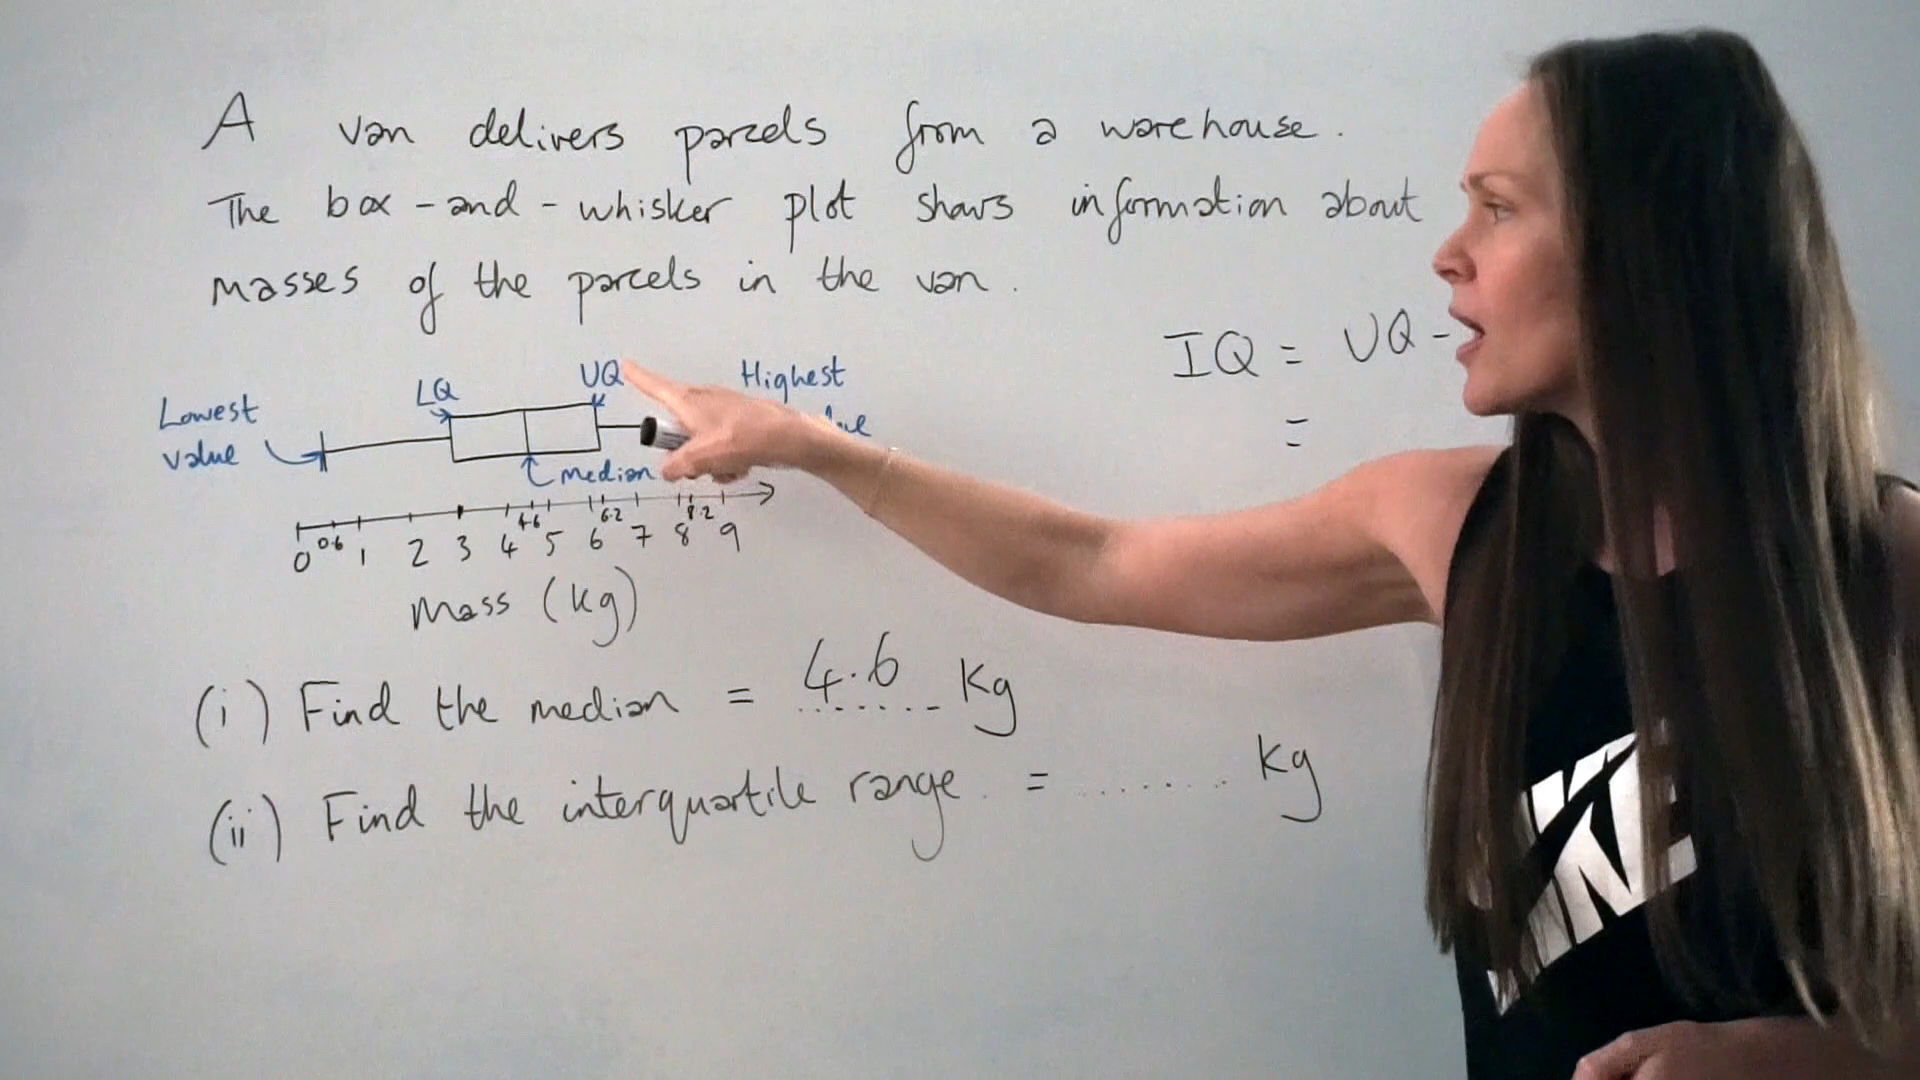 A van delivers parcels from a warehouse.
The box-and-whisker plot shows information about
masses of the parcels in the van.
IQ = UQ -
=
Lowest
value
LQ
UQ
Highest
median
0 0.6 1 2 3 4 4.6 5 6 6.2 7 8 8.2 9
Mass (kg)
(i) Find the median = 4.6 kg
(ii) Find the interquartile range = ....... kg
NIKE